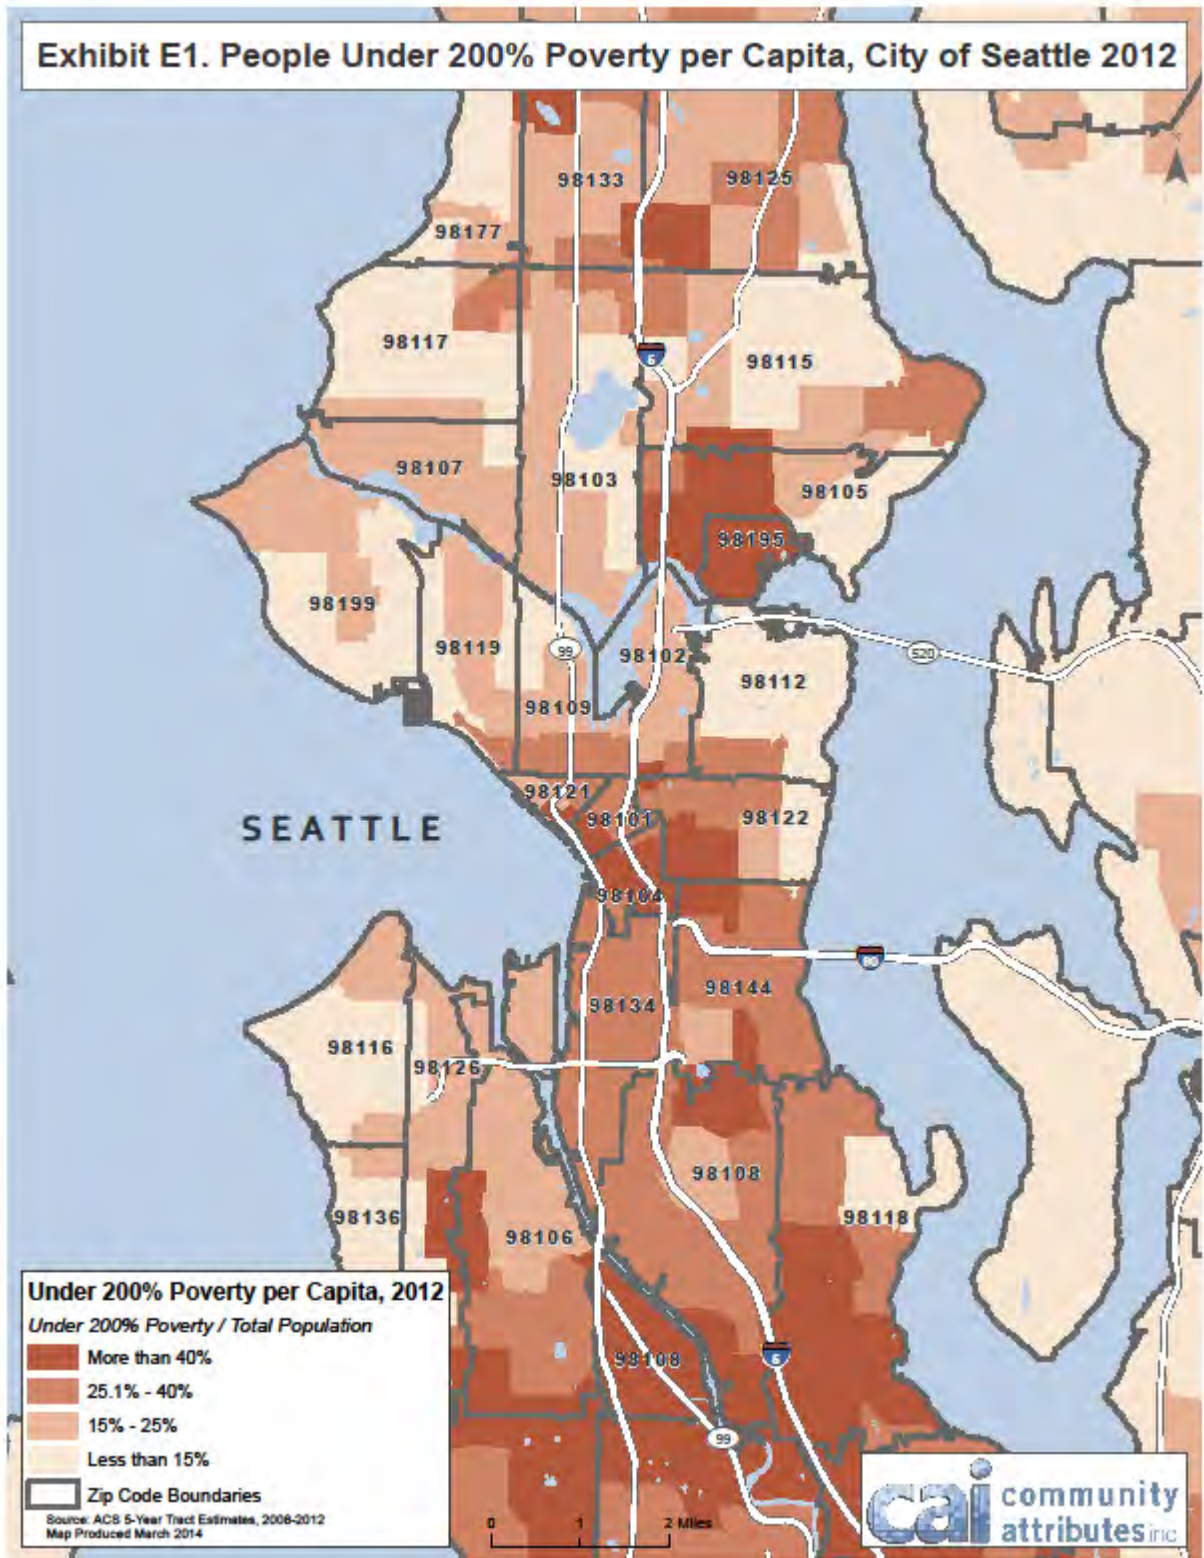 Exhibit E1. People Under 200% Poverty per Capita, City of Seattle 2012
98133
98125
98177
98117
98115
6
98107
98103
98105
98195
98199
98119
99
98102
520
98112
98109
98121
98101
98122
SEATTLE
98104
90
98134
98144
98116
98126
98108
98136
98118
98106
Under 200% Poverty per Capita, 2012
Under 200% Poverty / Total Population
More than 40%
25.1% - 40%
15% - 25%
Less than 15%
Zip Code Boundaries
Source: ACS 5-Year Tract Estimates, 2008-2012
Map Produced March 2014
98108
6
99
0 1 2 Miles
cai community
attributes inc